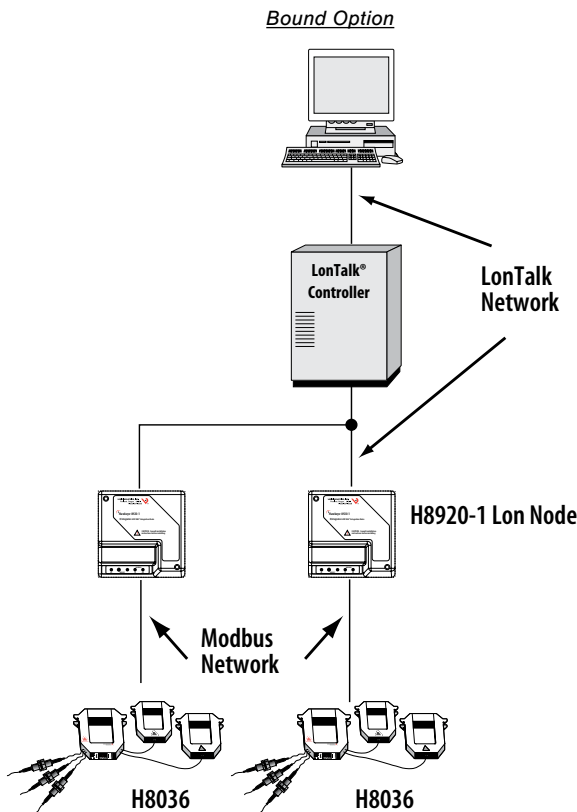 Bound Option
LonTalk®
Controller
LonTalk
Network
H8920-1 Lon Node
Modbus
Network
H8036
H8036